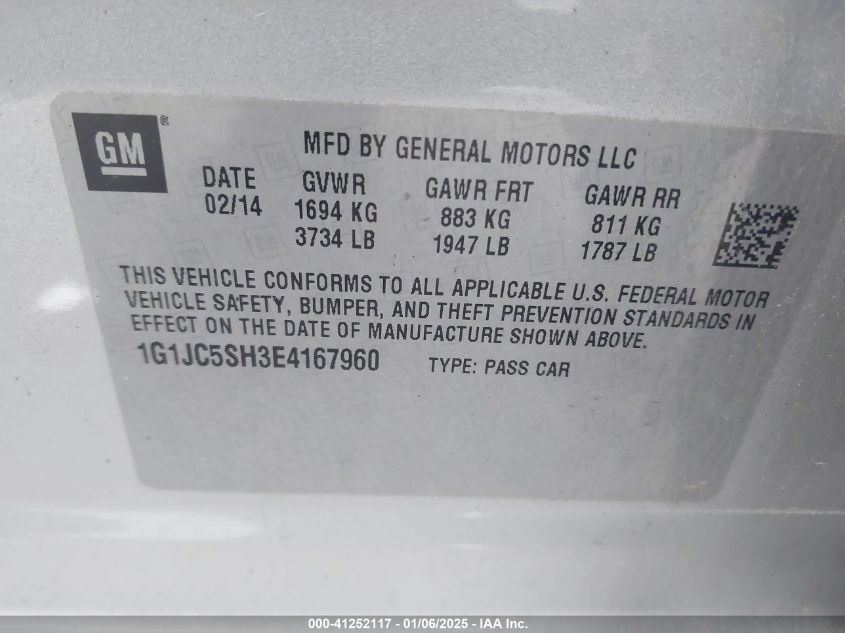 GM®
MFD BY GENERAL MOTORS LLC
DATE GVWR GAWR FRT GAWR RR
02/14 1694 KG 883 KG 811 KG
3734 LB 1947 LB 1787 LB
THIS VEHICLE CONFORMS TO ALL APPLICABLE U.S. FEDERAL MOTOR
VEHICLE SAFETY, BUMPER, AND THEFT PREVENTION STANDARDS IN
EFFECT ON THE DATE OF MANUFACTURE SHOWN ABOVE.
1G1JC5SH3E4167960 TYPE: PASS CAR
000-41252117 - 01/06/2025 - IAA Inc.